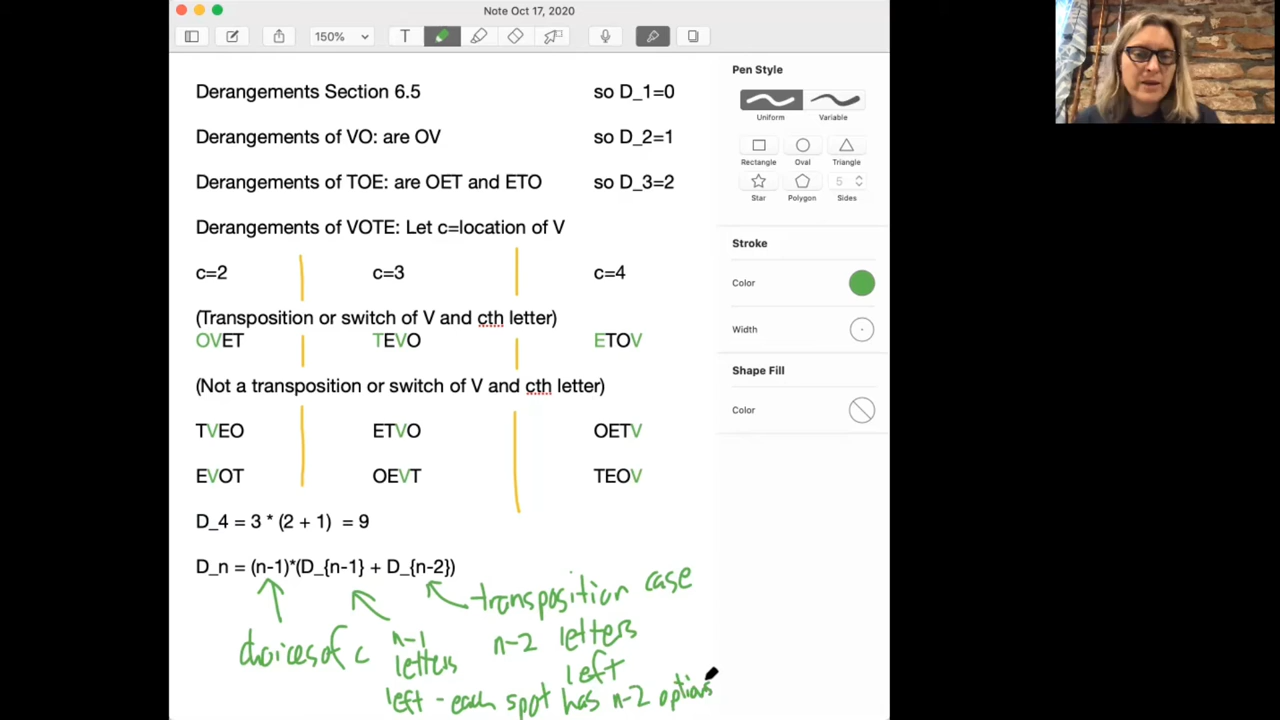 Note Oct 17, 2020
150%
T
Derangements Section 6.5 so D_1=0
Derangements of VO: are OV so D_2=1
Derangements of TOE: are OET and ETO so D_3=2
Derangements of VOTE: Let c=location of V
c=2 c=3 c=4
(Transposition or switch of V and cth letter)
OVET TEVO ETOV
(Not a transposition or switch of V and cth letter)
TVEO ETVO OETV
EVOT OEVT TEOV
D_4 = 3 * (2 + 1) = 9
D_n = (n-1)*(D_{n-1} + D_{n-2})
transposition case
choices of c n-1 n-2 letters
letters left
left - each spot has n-2 options
Pen Style
Uniform Variable
Rectangle Oval Triangle
5
Star Polygon Sides
Stroke
Color
Width
Shape Fill
Color